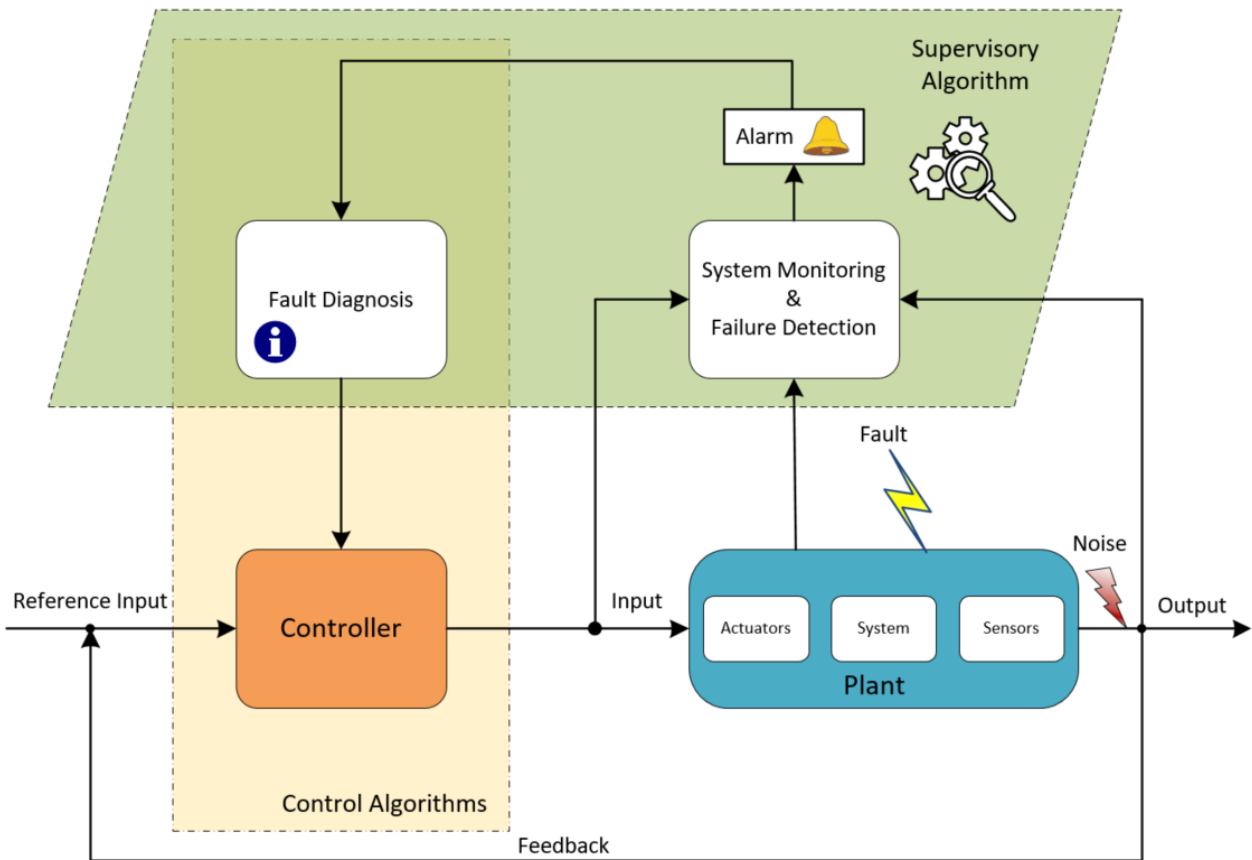 Supervisory
Algorithm
Alarm
Fault Diagnosis
i
System Monitoring
&
Failure Detection
Fault
Noise
Reference Input
Controller
Input
Actuators
System
Sensors
Plant
Output
Control Algorithms
Feedback